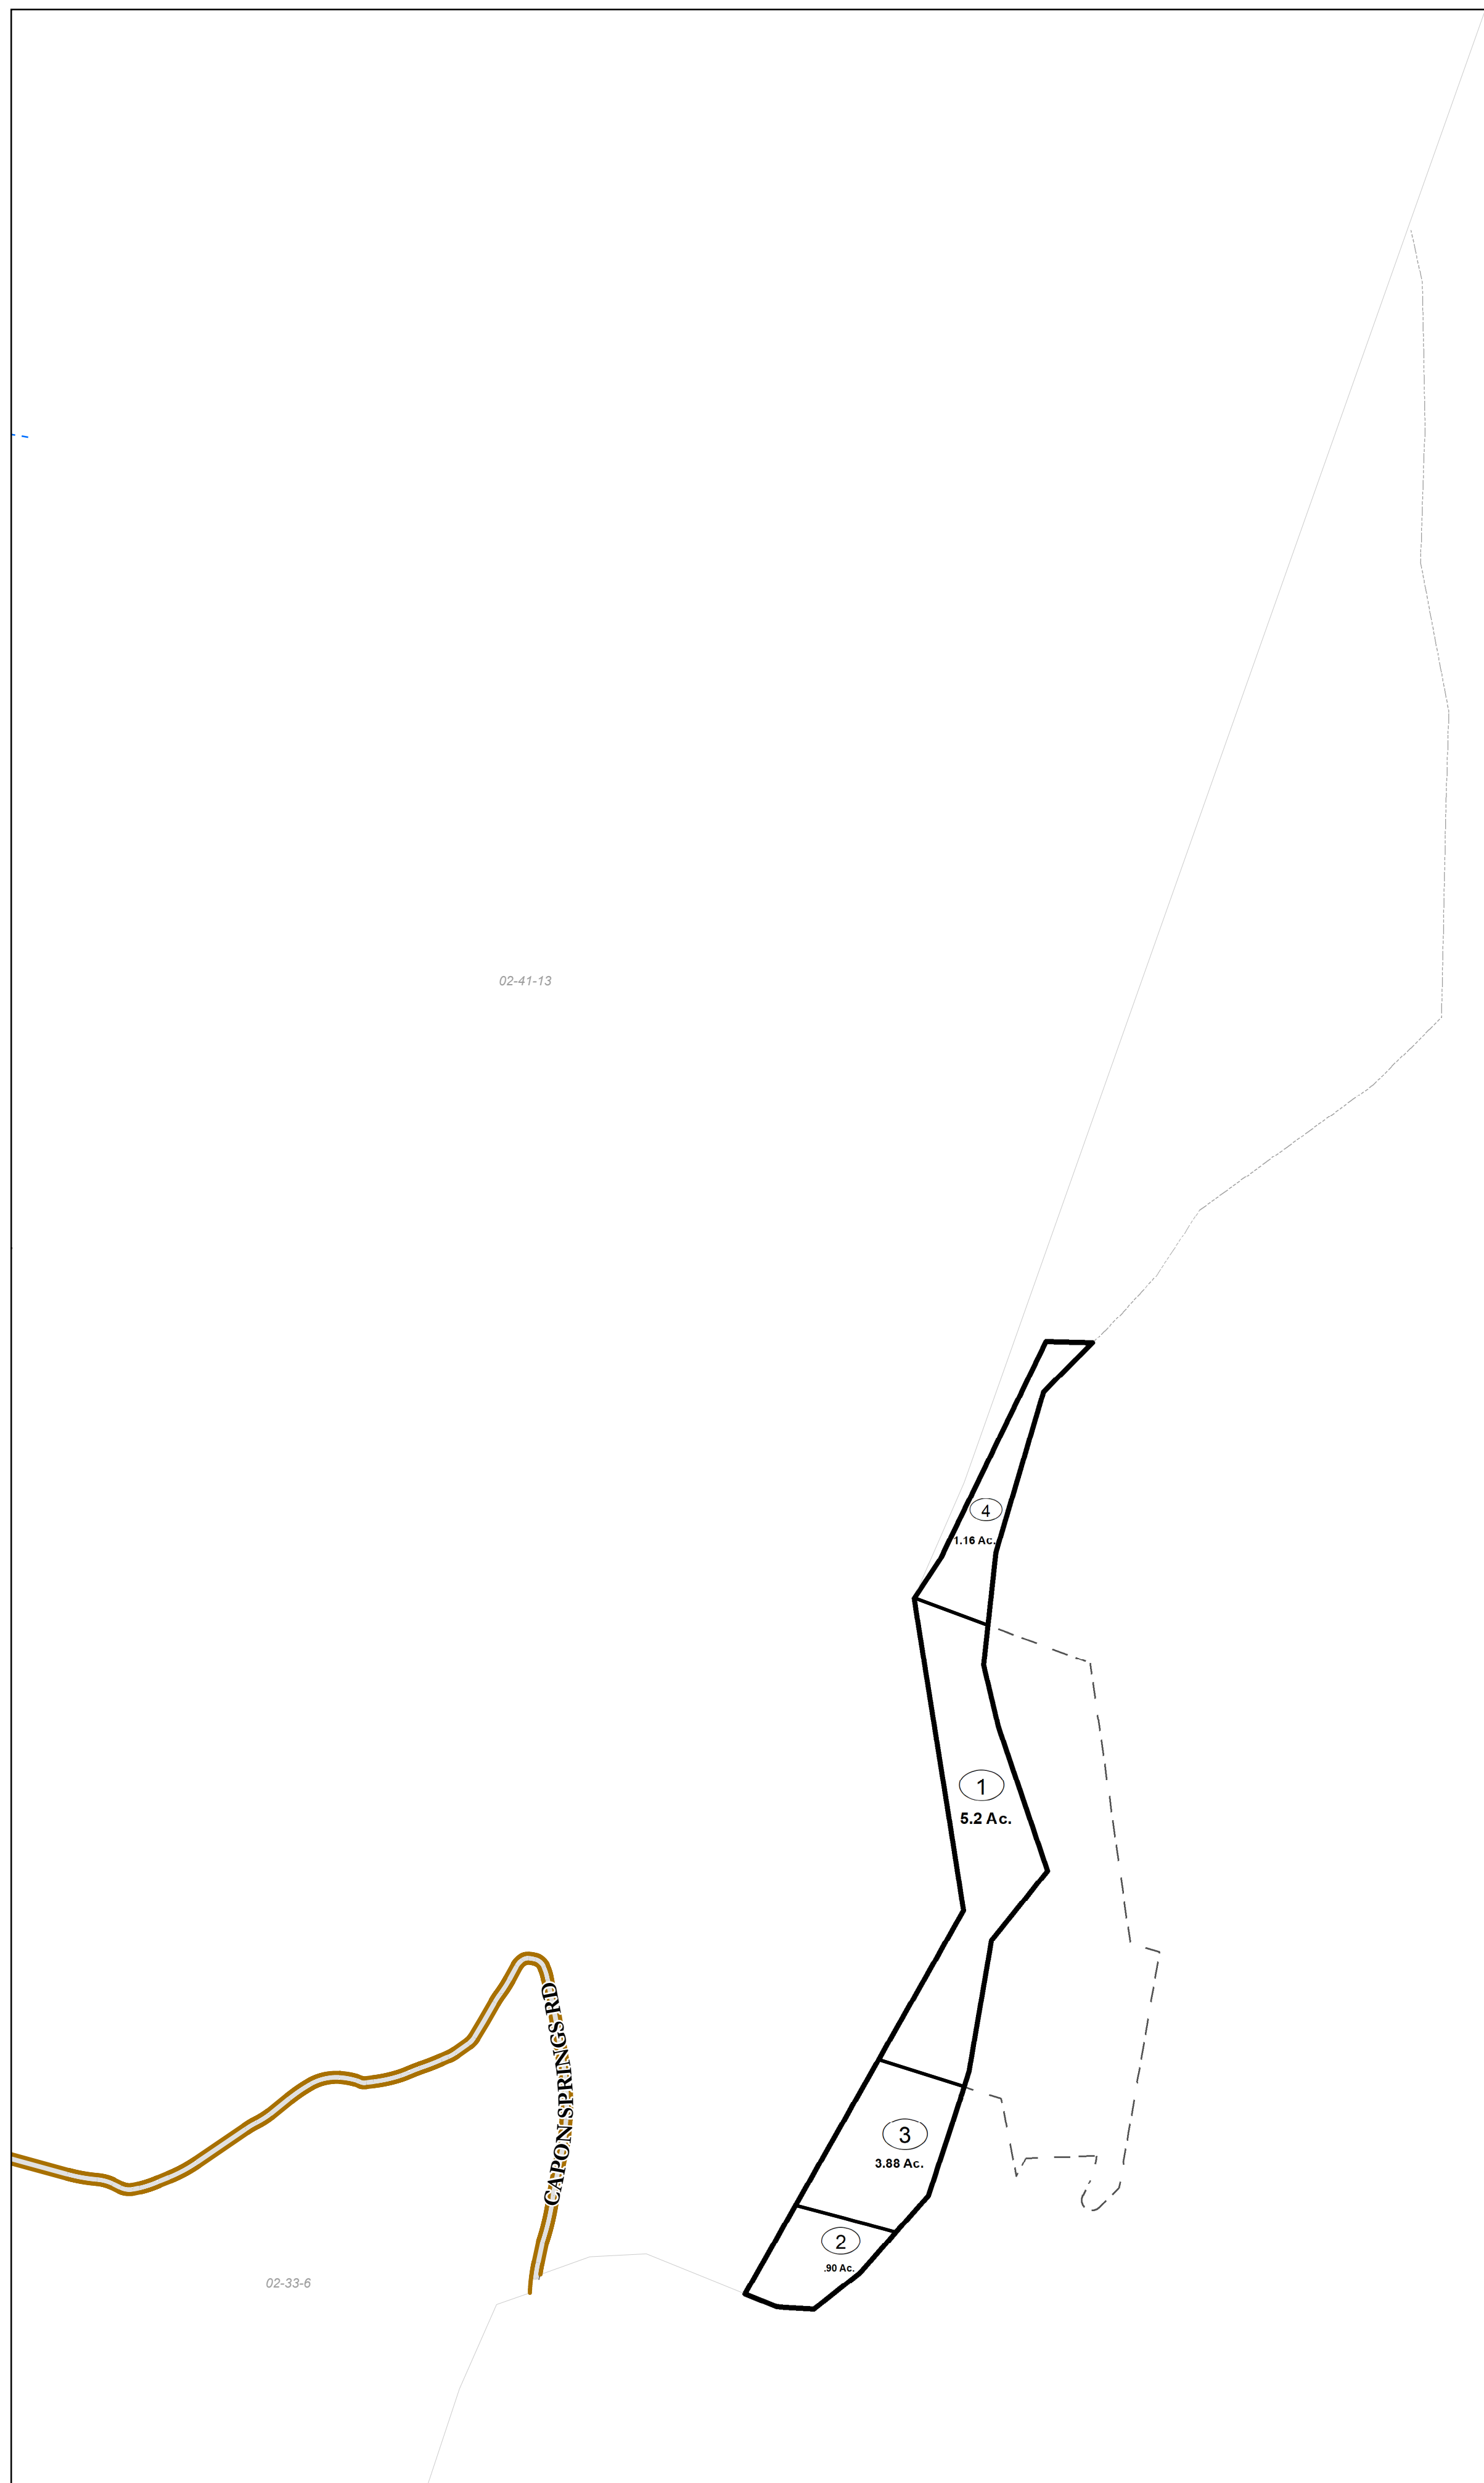 02-41-13
4
1.16 Ac.
1
5.2 Ac.
CAPON SPRINGS RD
3
3.88 Ac.
2
.90 Ac.
02-33-6